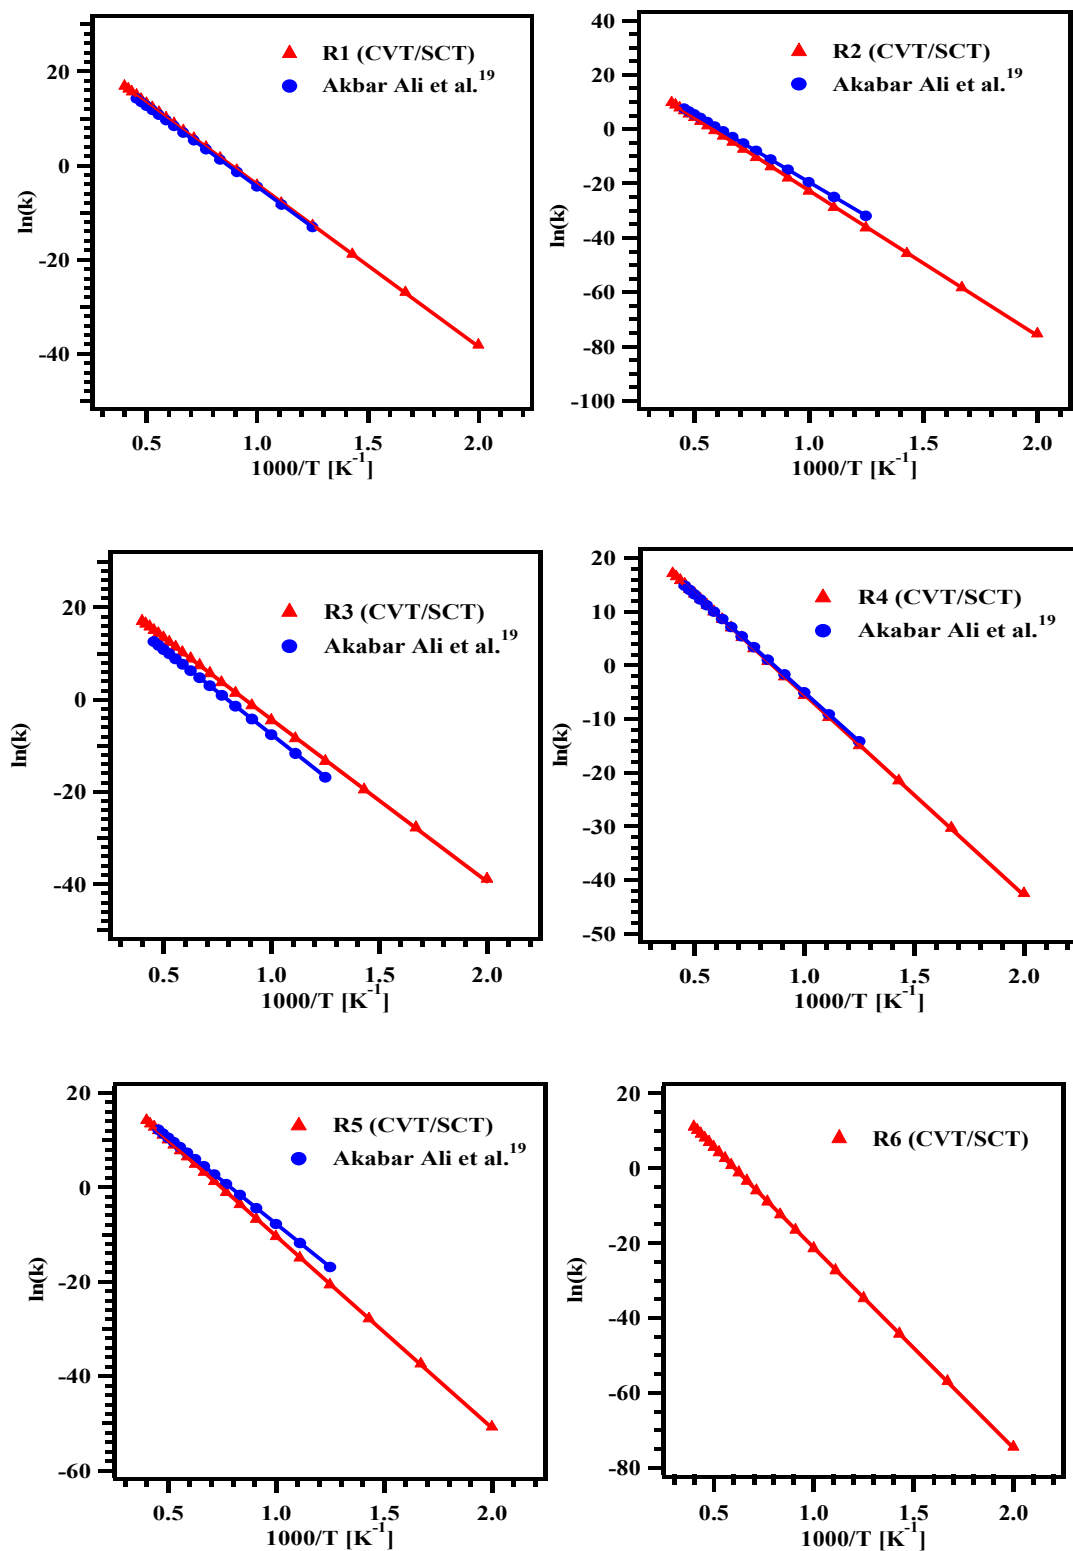 R1 (CVT/SCT)
Akbar Ali et al.19
20
0
-20
-40
ln(k)
0.5 1.0 1.5 2.0
1000/T [K-1]
R2 (CVT/SCT)
Akabar Ali et al.19
40
20
0
-20
-40
-60
-80
-100
ln(k)
0.5 1.0 1.5 2.0
1000/T [K-1]
R3 (CVT/SCT)
Akabar Ali et al.19
20
0
-20
-40
ln(k)
0.5 1.0 1.5 2.0
1000/T [K-1]
R4 (CVT/SCT)
Akabar Ali et al.19
20
10
0
-10
-20
-30
-40
-50
ln(k)
0.5 1.0 1.5 2.0
1000/T [K-1]
R5 (CVT/SCT)
Akabar Ali et al.19
20
0
-20
-40
-60
ln(k)
0.5 1.0 1.5 2.0
1000/T [K-1]
R6 (CVT/SCT)
20
0
-20
-40
-60
-80
ln(k)
0.5 1.0 1.5 2.0
1000/T [K-1]